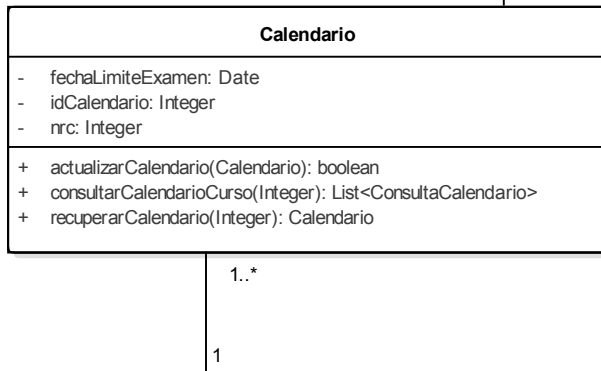 Calendario
- fechaLimiteExamen: Date
- idCalendario: Integer
- nrc: Integer
+ actualizarCalendario(Calendario): boolean
+ consultarCalendarioCurso(Integer): List<ConsultaCalendario>
+ recuperarCalendario(Integer): Calendario
1..*
1